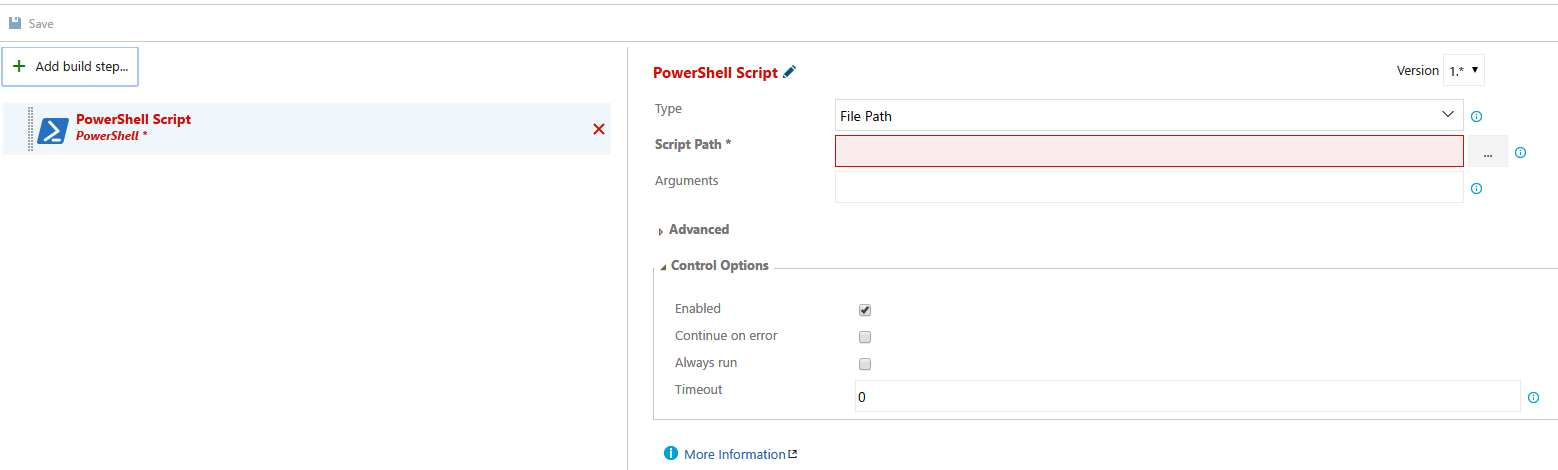 Save
Add build step...
PowerShell Script
PowerShell *
PowerShell Script
Version 1.*
Type File Path
Script Path * ...
Arguments
Advanced
Control Options
Enabled
Continue on error
Always run
Timeout 0
More Information